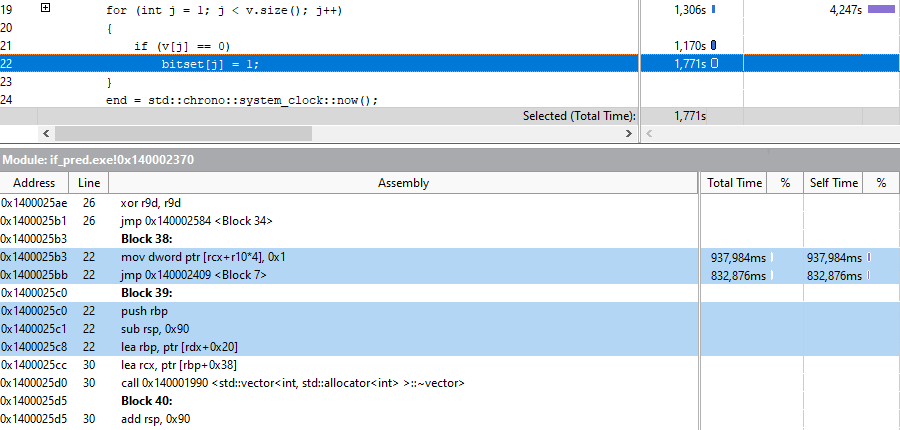 19 for (int j = 1; j < v.size(); j++) 1,306s 4,247s
20 {
21 if (v[j] == 0) 1,170s
22 bitset[j] = 1; 1,771s
23 }
24 end = std::chrono::system_clock::now();
Selected (Total Time): 1,771s
Module: if_pred.exe!0x140002370
Address Line Assembly Total Time % Self Time %
0x1400025ae 26 xor r9d, r9d
0x1400025b1 26 jmp 0x140002584 <Block 34>
0x1400025b3 Block 38:
0x1400025b3 22 mov dword ptr [rcx+r10*4], 0x1 937,984ms 937,984ms
0x1400025bb 22 jmp 0x140002409 <Block 7> 832,876ms 832,876ms
0x1400025c0 Block 39:
0x1400025c0 22 push rbp
0x1400025c1 22 sub rsp, 0x90
0x1400025c8 22 lea rbp, ptr [rdx+0x20]
0x1400025cc 30 lea rcx, ptr [rbp+0x38]
0x1400025d0 30 call 0x140001990 <std::vector<int, std::allocator<int> >::~vector>
0x1400025d5 Block 40:
0x1400025d5 30 add rsp, 0x90